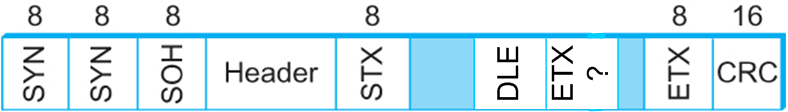 8 8 8 8 8 16
SYN SYN SOH Header STX DLE ETX ? ETX CRC